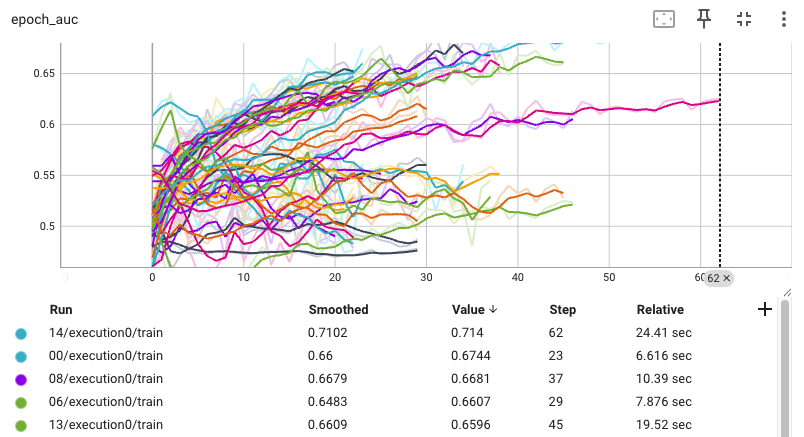 epoch_auc
0.65
0.6
0.55
0.5
0 10 20 30 40 50 60 62 ×
Run Smoothed Value ↓ Step Relative
14/execution0/train 0.7102 0.714 62 24.41 sec
00/execution0/train 0.66 0.6744 23 6.616 sec
08/execution0/train 0.6679 0.6681 37 10.39 sec
06/execution0/train 0.6483 0.6607 29 7.876 sec
13/execution0/train 0.6609 0.6596 45 19.52 sec